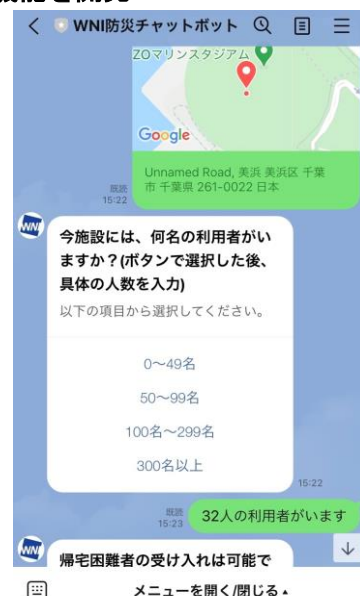 WNI防災チャットボット
ZOマリンスタジアム
Google
Unnamed Road, 美浜 美浜区 千葉
市 千葉県 261-0022 日本
既読
15:22
WNI
今施設には、何名の利用者がい
ますか？(ボタンで選択した後、
具体の人数を入力)
以下の項目から選択してください。
0〜49名
50〜99名
100名〜299名
300名以上
15:22
既読
15:23
32人の利用者がいます
WNI
帰宅困難者の受け入れは可能で
メニューを開く/閉じる▲